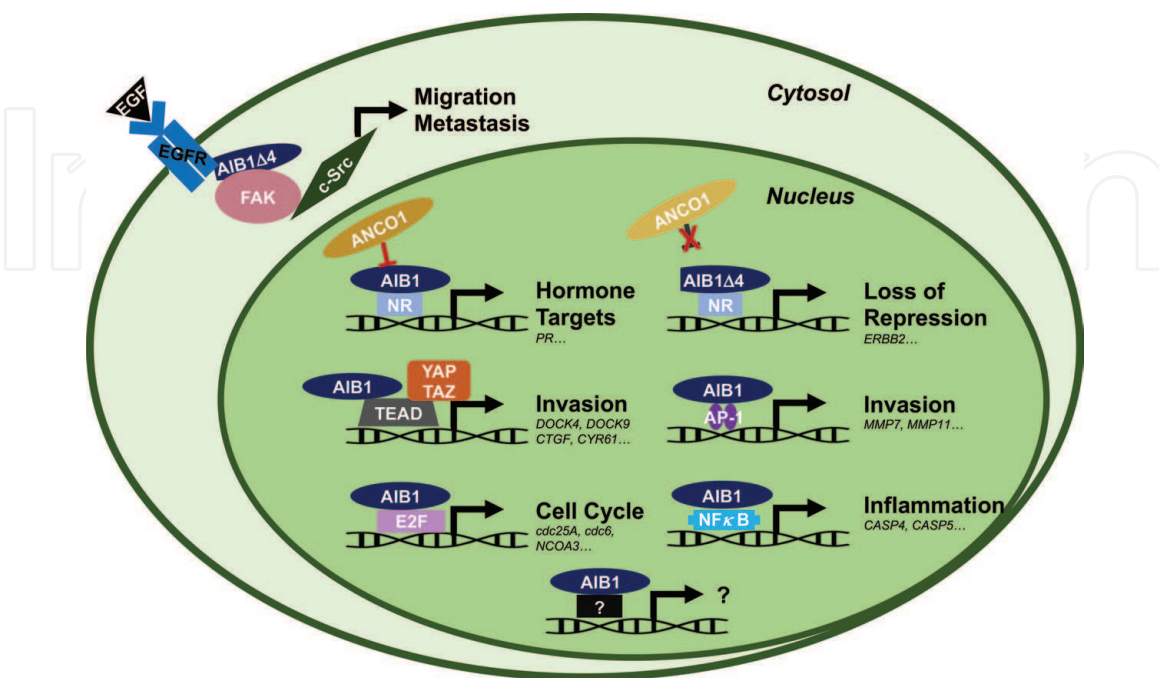 Cytosol
EGF
EGFR
AIB1Δ4
FAK
c-Src
Migration
Metastasis
Nucleus
ANCO1
AIB1
NR
Hormone
Targets
PR...
ANCO1
X
AIB1Δ4
NR
Loss of
Repression
ERBB2...
AIB1
YAP
TAZ
TEAD
Invasion
DOCK4, DOCK9
CTGF, CYR61...
AIB1
AP-1
Invasion
MMP7, MMP11...
AIB1
E2F
Cell Cycle
cdc25A, cdc6,
NCOA3...
AIB1
NFκB
Inflammation
CASP4, CASP5...
AIB1
?
?